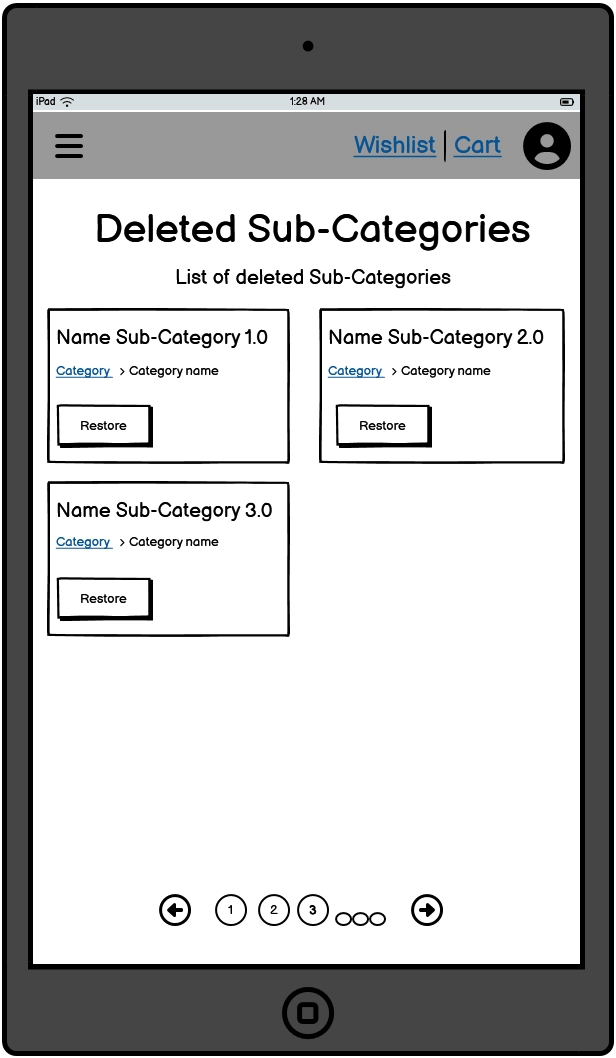 iPad 1:28 AM
Wishlist Cart
Deleted Sub-Categories
List of deleted Sub-Categories
Name Sub-Category 1.0
Category > Category name
Restore
Name Sub-Category 2.0
Category > Category name
Restore
Name Sub-Category 3.0
Category > Category name
Restore
1 2 3